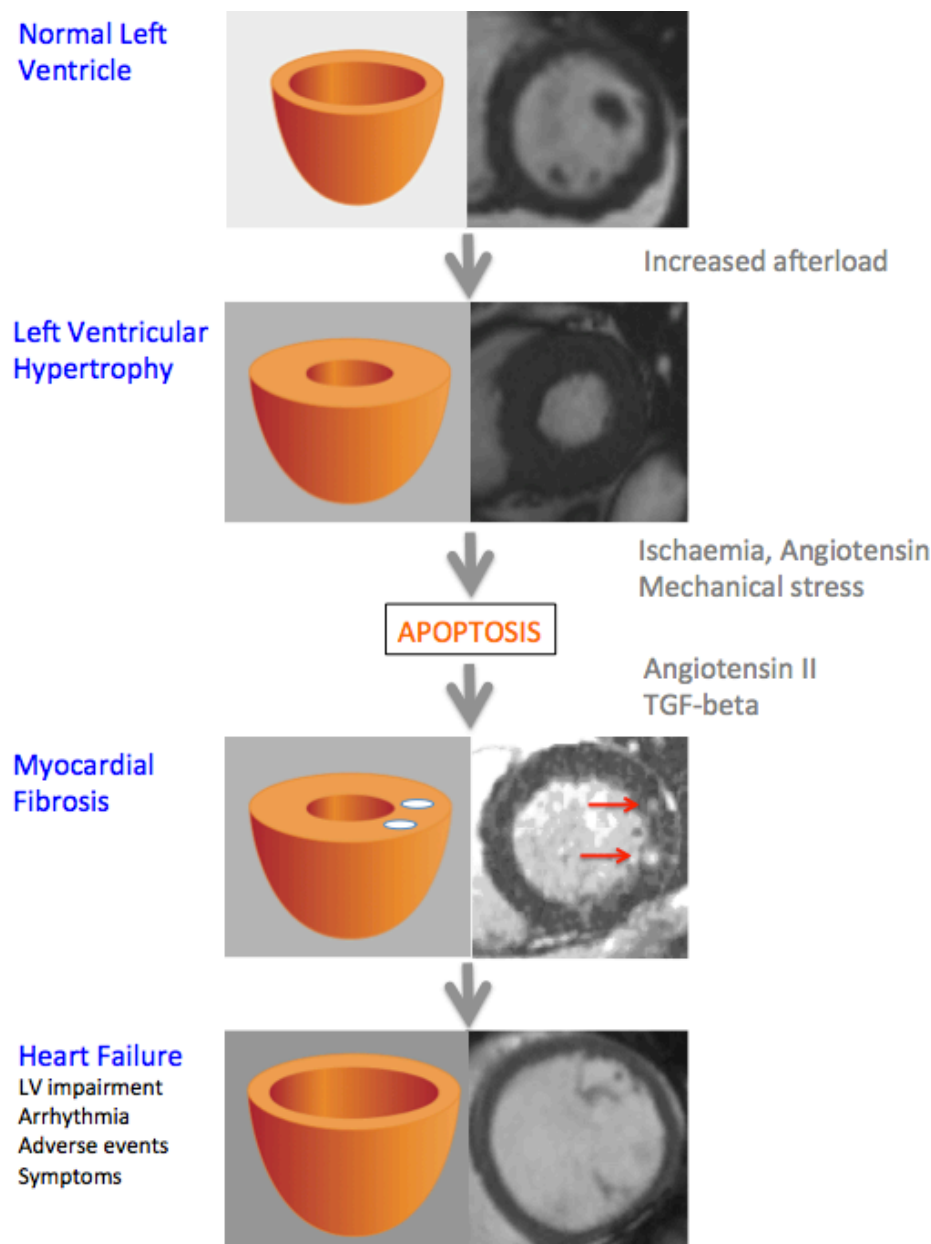 Normal Left
Ventricle
Increased afterload
Left Ventricular
Hypertrophy
Ischaemia, Angiotensin
Mechanical stress
APOPTOSIS
Angiotensin II
TGF-beta
Myocardial
Fibrosis
Heart Failure
LV impairment
Arrhythmia
Adverse events
Symptoms